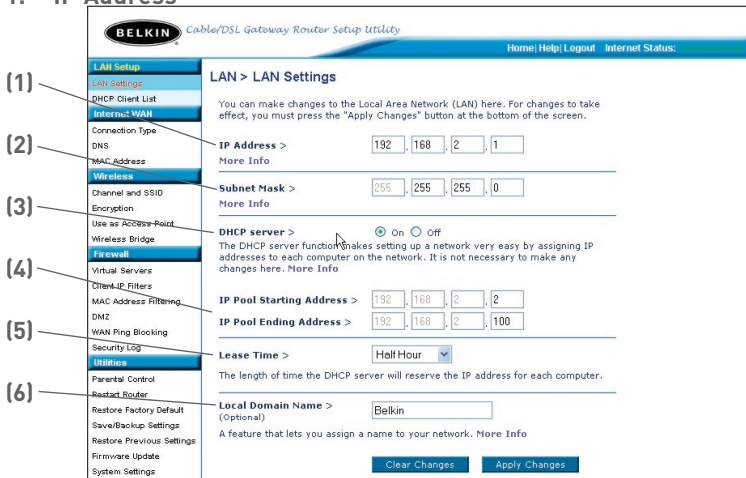 1. IP Address
BELKIN Cable/DSL Gateway Router Setup Utility
Home|Help|Logout Internet Status:
LAN Setup
LAN Settings
DHCP Client List
Internet WAN
Connection Type
DNS
MAC Address
Wireless
Channel and SSID
Encryption
Use as Access Point
Wireless Bridge
Firewall
Virtual Servers
Client IP Filters
MAC Address Filtering
DMZ
WAN Ping Blocking
Security Log
Utilities
Parental Control
Restart Router
Restore Factory Default
Save/Backup Settings
Restore Previous Settings
Firmware Update
System Settings
(1)
(2)
(3)
(4)
(5)
(6)
LAN > LAN Settings
You can make changes to the Local Area Network (LAN) here. For changes to take
effect, you must press the "Apply Changes" button at the bottom of the screen.
IP Address > 192 . 168 . 2 . 1
More Info
Subnet Mask > 255 . 255 . 255 . 0
More Info
DHCP server > On Off
The DHCP server function makes setting up a network very easy by assigning IP
addresses to each computer on the network. It is not necessary to make any
changes here. More Info
IP Pool Starting Address > 192 . 168 . 2 . 2
IP Pool Ending Address > 192 . 168 . 2 . 100
Lease Time > Half Hour
The length of time the DHCP server will reserve the IP address for each computer.
Local Domain Name > Belkin
(Optional)
A feature that lets you assign a name to your network. More Info
Clear Changes Apply Changes